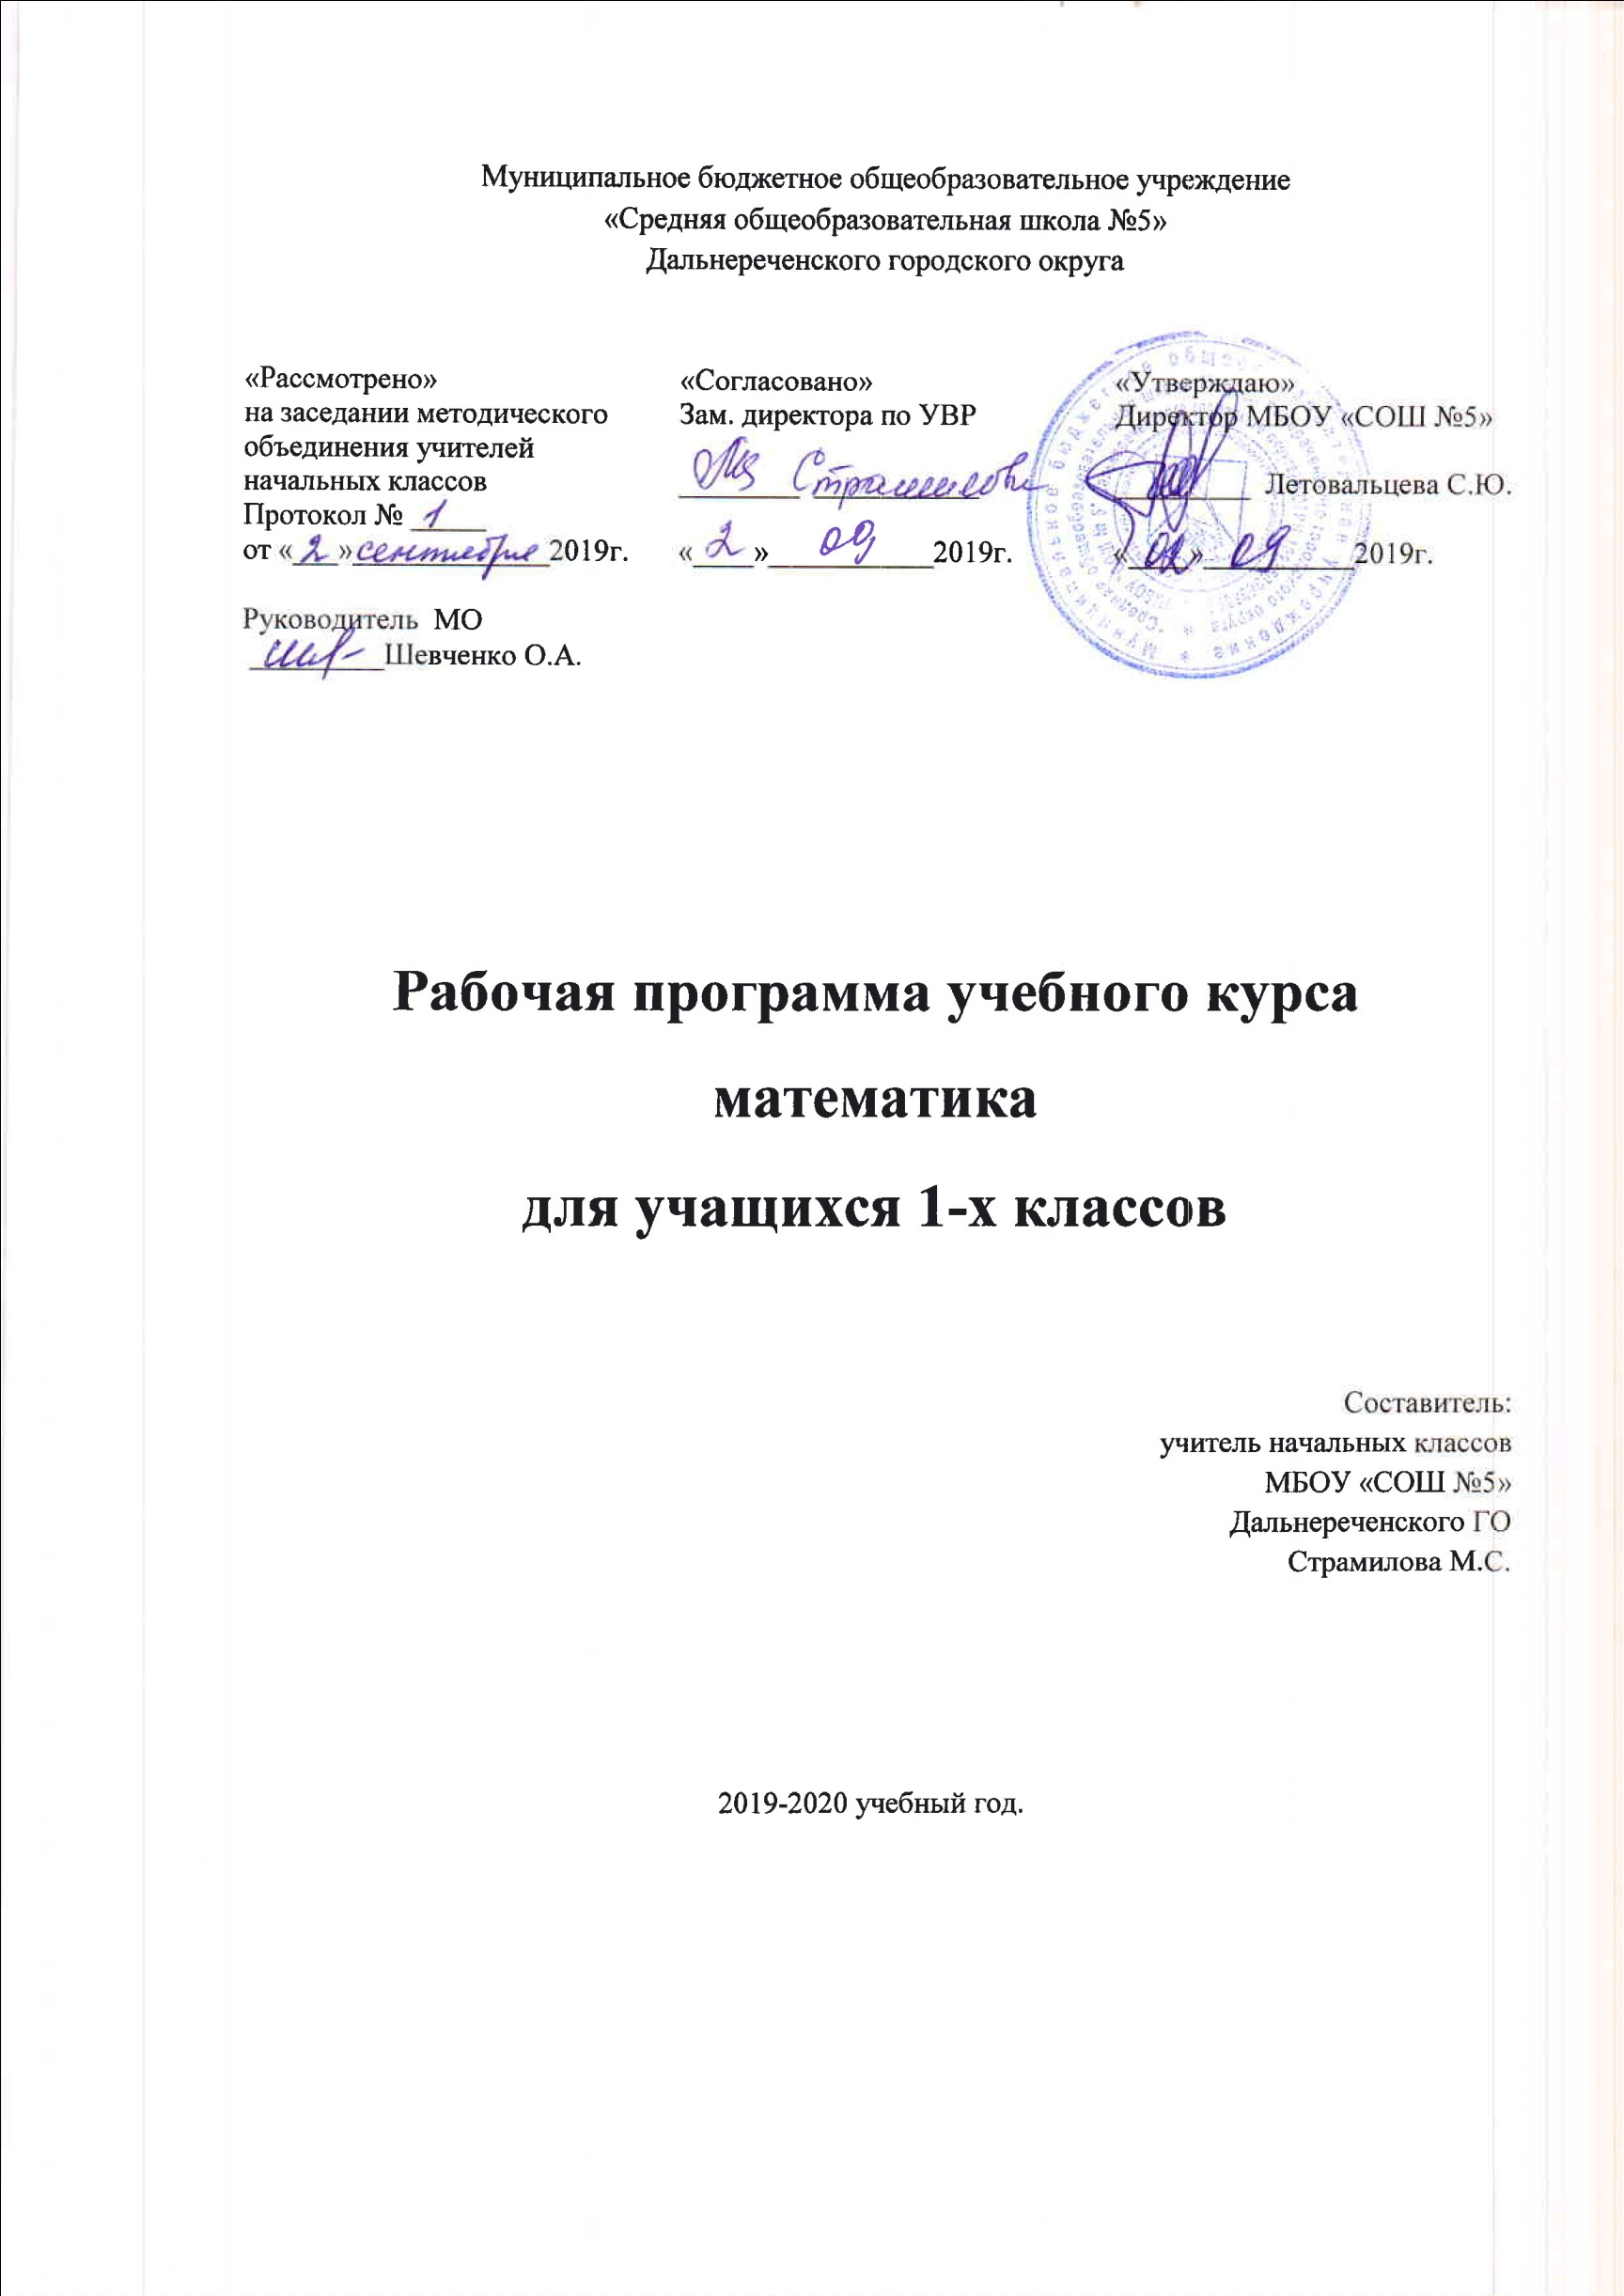 Муниципальное бюджетное общеобразовательное учреждение
«Средняя общеобразовательная школа №5»
Дальнереченского городского округа
«Рассмотрено»
на заседании методического
объединения учителей
начальных классов
Протокол № 1
от « 2 » сентября 2019г.
Руководитель МО
Шевченко О.А.
«Согласовано»
Зам. директора по УВР
Страмилова
« 2 » 09 2019г.
«Утверждаю»
Директор МБОУ «СОШ №5»
Летовальцева С.Ю.
« 02 » 09 2019г.
Рабочая программа учебного курса
математика
для учащихся 1-х классов
Составитель:
учитель начальных классов
МБОУ «СОШ №5»
Дальнереченского ГО
Страмилова М.С.
2019-2020 учебный год.